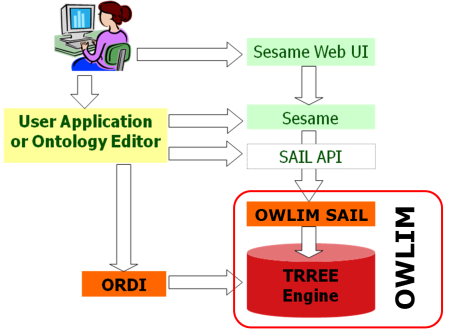 Sesame Web UI
User Application
or Ontology Editor
Sesame
SAIL API
OWLIM SAIL
OWLIM
ORDI
TRREE
Engine